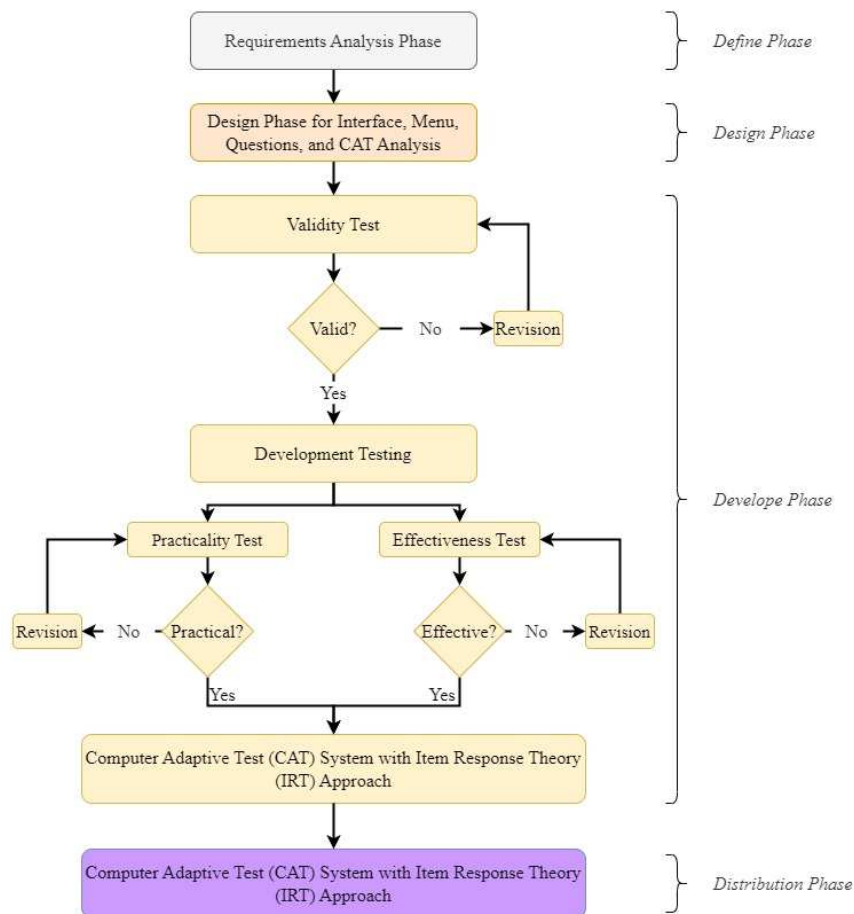 Requirements Analysis Phase
Define Phase
Design Phase for Interface, Menu,
Questions, and CAT Analysis
Design Phase
Validity Test
Valid?
No
Revision
Yes
Development Testing
Develope Phase
Practicality Test
Effectiveness Test
Revision
No
Practical?
Effective?
No
Revision
Yes
Yes
Computer Adaptive Test (CAT) System with Item Response Theory
(IRT) Approach
Computer Adaptive Test (CAT) System with Item Response Theory
(IRT) Approach
Distribution Phase